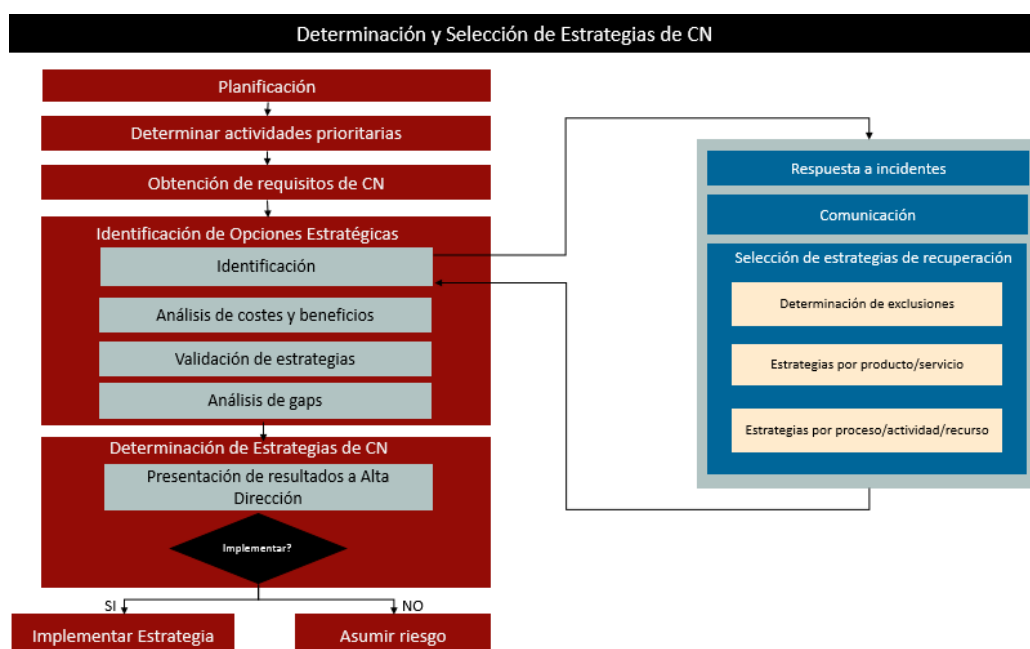 Determinación y Selección de Estrategias de CN
Planificación
Determinar actividades prioritarias
Obtención de requisitos de CN
Identificación de Opciones Estratégicas
Identificación
Análisis de costes y beneficios
Validación de estrategias
Análisis de gaps
Determinación de Estrategias de CN
Presentación de resultados a Alta
Dirección
Implementar?
SI
NO
Implementar Estrategia
Asumir riesgo
Respuesta a incidentes
Comunicación
Selección de estrategias de recuperación
Determinación de exclusiones
Estrategias por producto/servicio
Estrategias por proceso/actividad/recurso